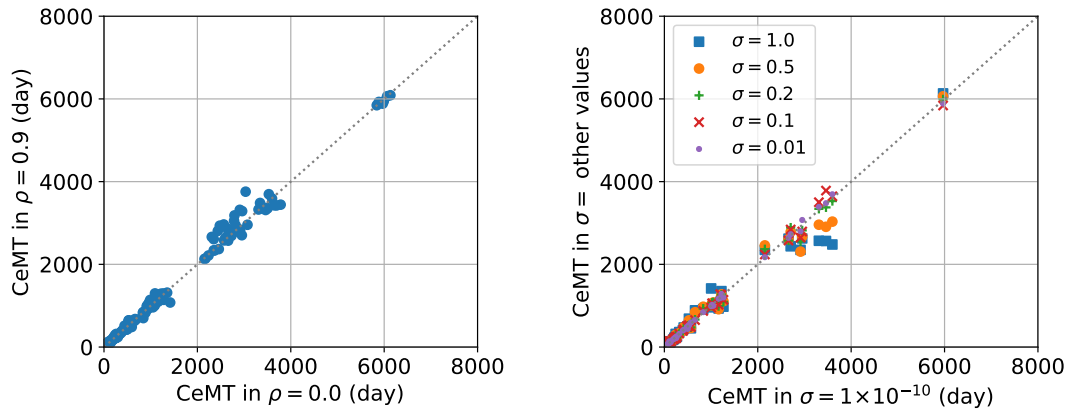 8000
6000
4000
2000
0
CeMT in ρ = 0.9 (day)
0 2000 4000 6000 8000
CeMT in ρ = 0.0 (day)
8000
6000
4000
2000
0
CeMT in σ = other values
σ = 1.0
σ = 0.5
σ = 0.2
σ = 0.1
σ = 0.01
0 2000 4000 6000 8000
CeMT in σ = 1×10⁻¹⁰ (day)